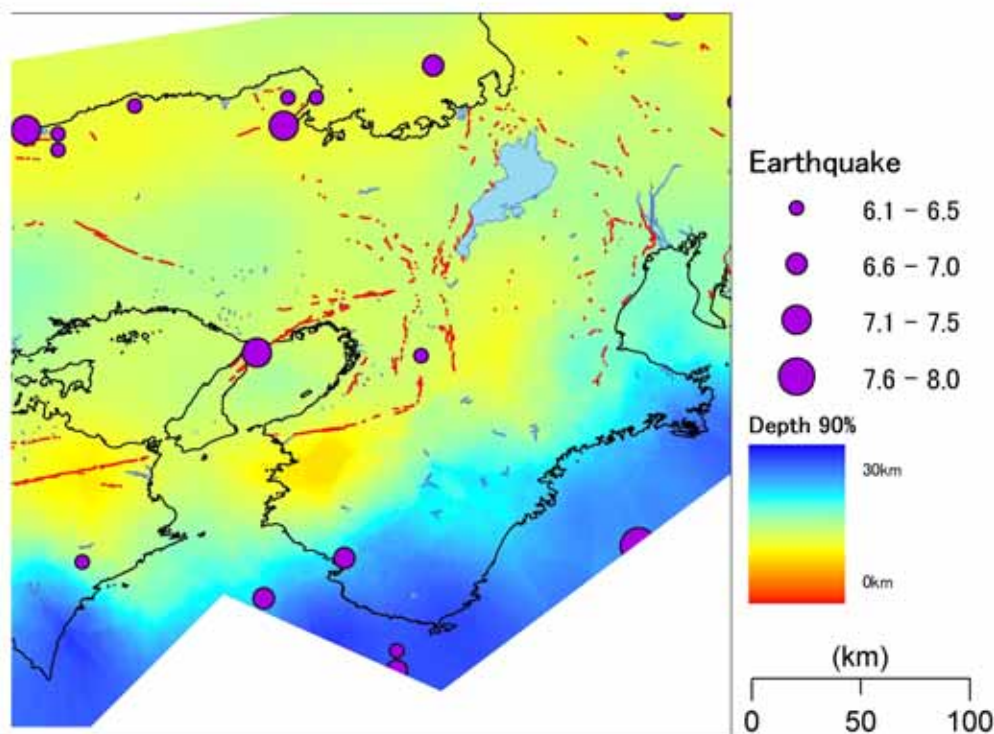 Earthquake
6.1 – 6.5
6.6 – 7.0
7.1 – 7.5
7.6 – 8.0
Depth 90%
30km
0km
(km)
0 50 100